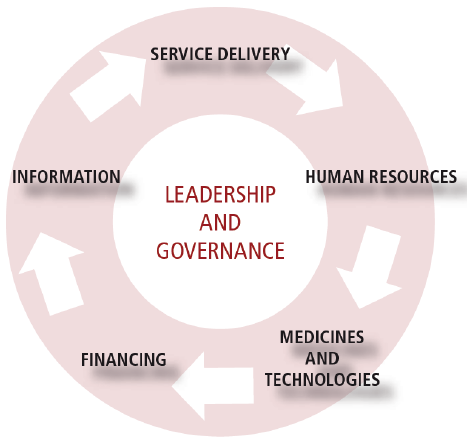 SERVICE DELIVERY
HUMAN RESOURCES
MEDICINES
AND
TECHNOLOGIES
FINANCING
INFORMATION
LEADERSHIP
AND
GOVERNANCE